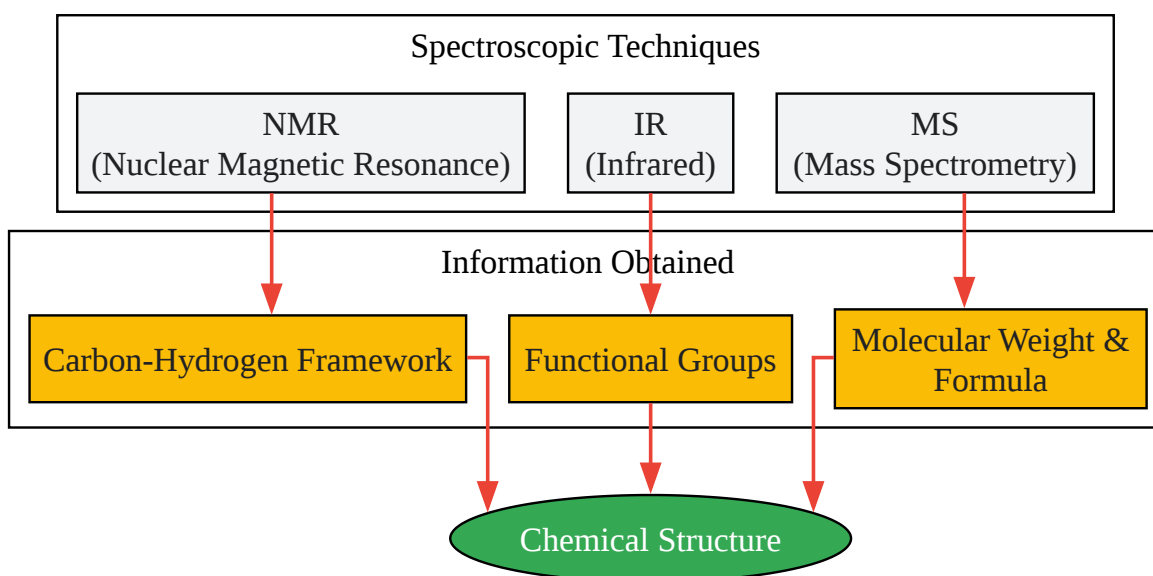 Spectroscopic Techniques
NMR
(Nuclear Magnetic Resonance)
IR
(Infrared)
MS
(Mass Spectrometry)
Information Obtained
Carbon-Hydrogen Framework
Functional Groups
Molecular Weight &
Formula
Chemical Structure